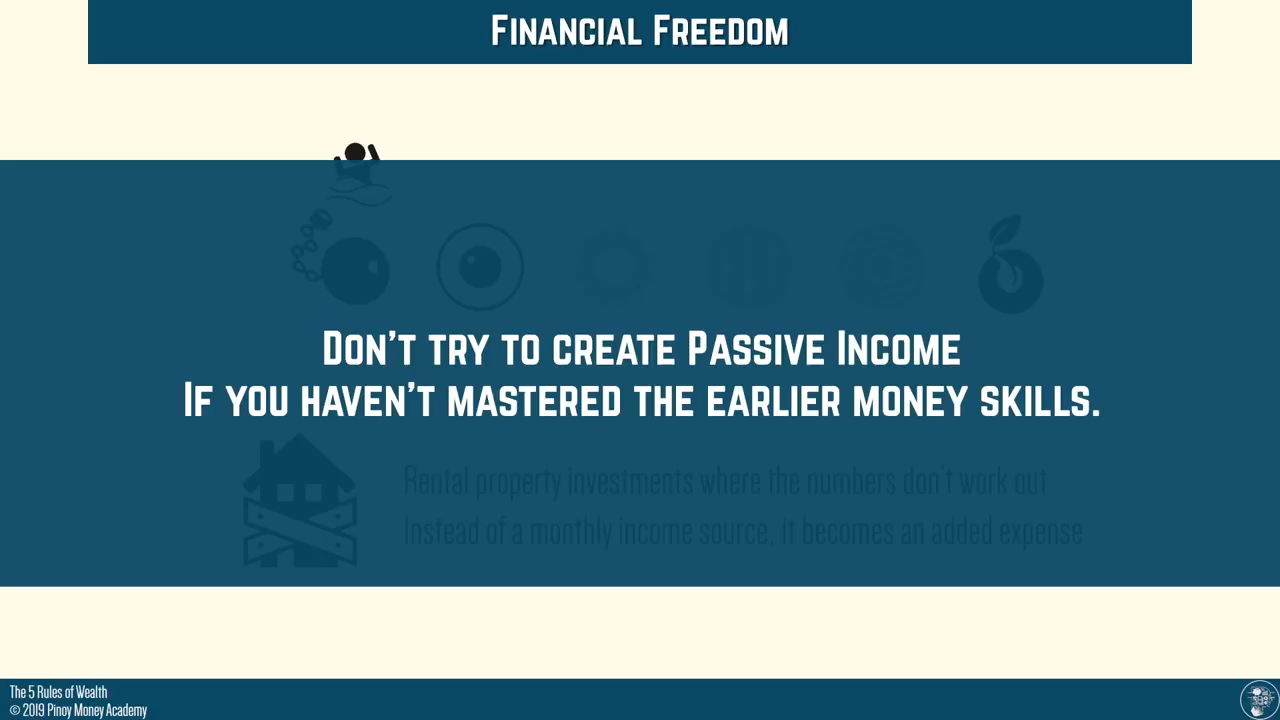 Financial Freedom
Don't try to create Passive Income
If you haven't mastered the earlier money skills.
Rental property investments where the numbers don't work out
Instead of a monthly income source, it becomes an added expense
The 5 Rules of Wealth
© 2019 Pinoy Money Academy